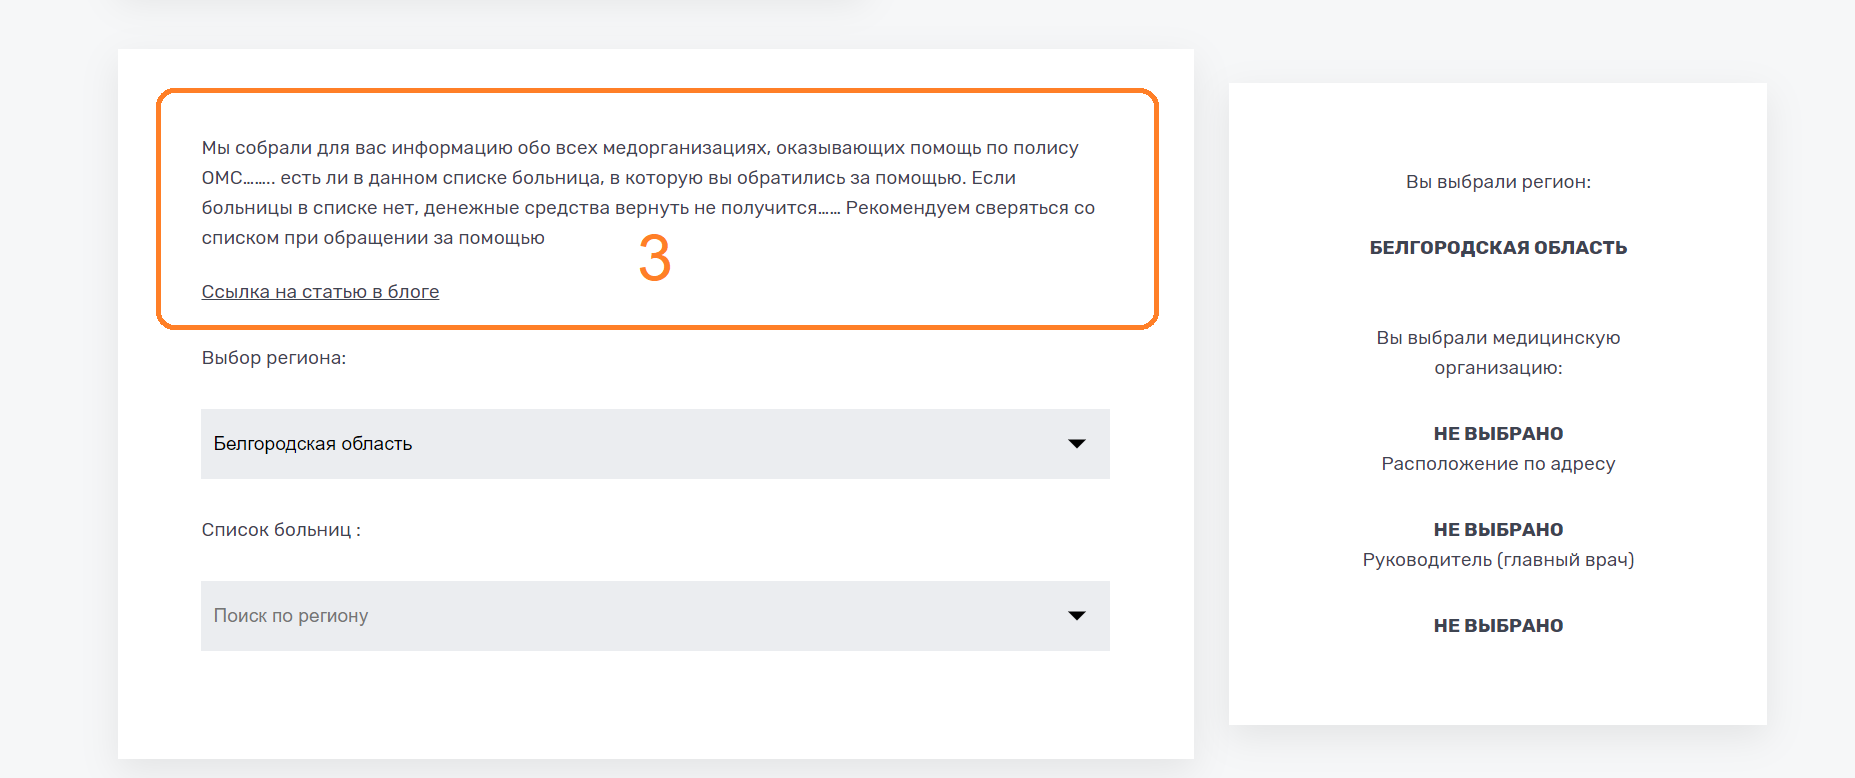 Мы собрали для вас информацию обо всех медорганизациях, оказывающих помощь по полису
ОМС........ есть ли в данном списке больница, в которую вы обратились за помощью. Если
больницы в списке нет, денежные средства вернуть не получится...... Рекомендуем сверяться со
списком при обращении за помощью
3
Ссылка на статью в блоге
Выбор региона:
Белгородская область
Список больниц :
Поиск по региону
Вы выбрали регион:
БЕЛГОРОДСКАЯ ОБЛАСТЬ
Вы выбрали медицинскую
организацию:
НЕ ВЫБРАНО
Расположение по адресу
НЕ ВЫБРАНО
Руководитель (главный врач)
НЕ ВЫБРАНО